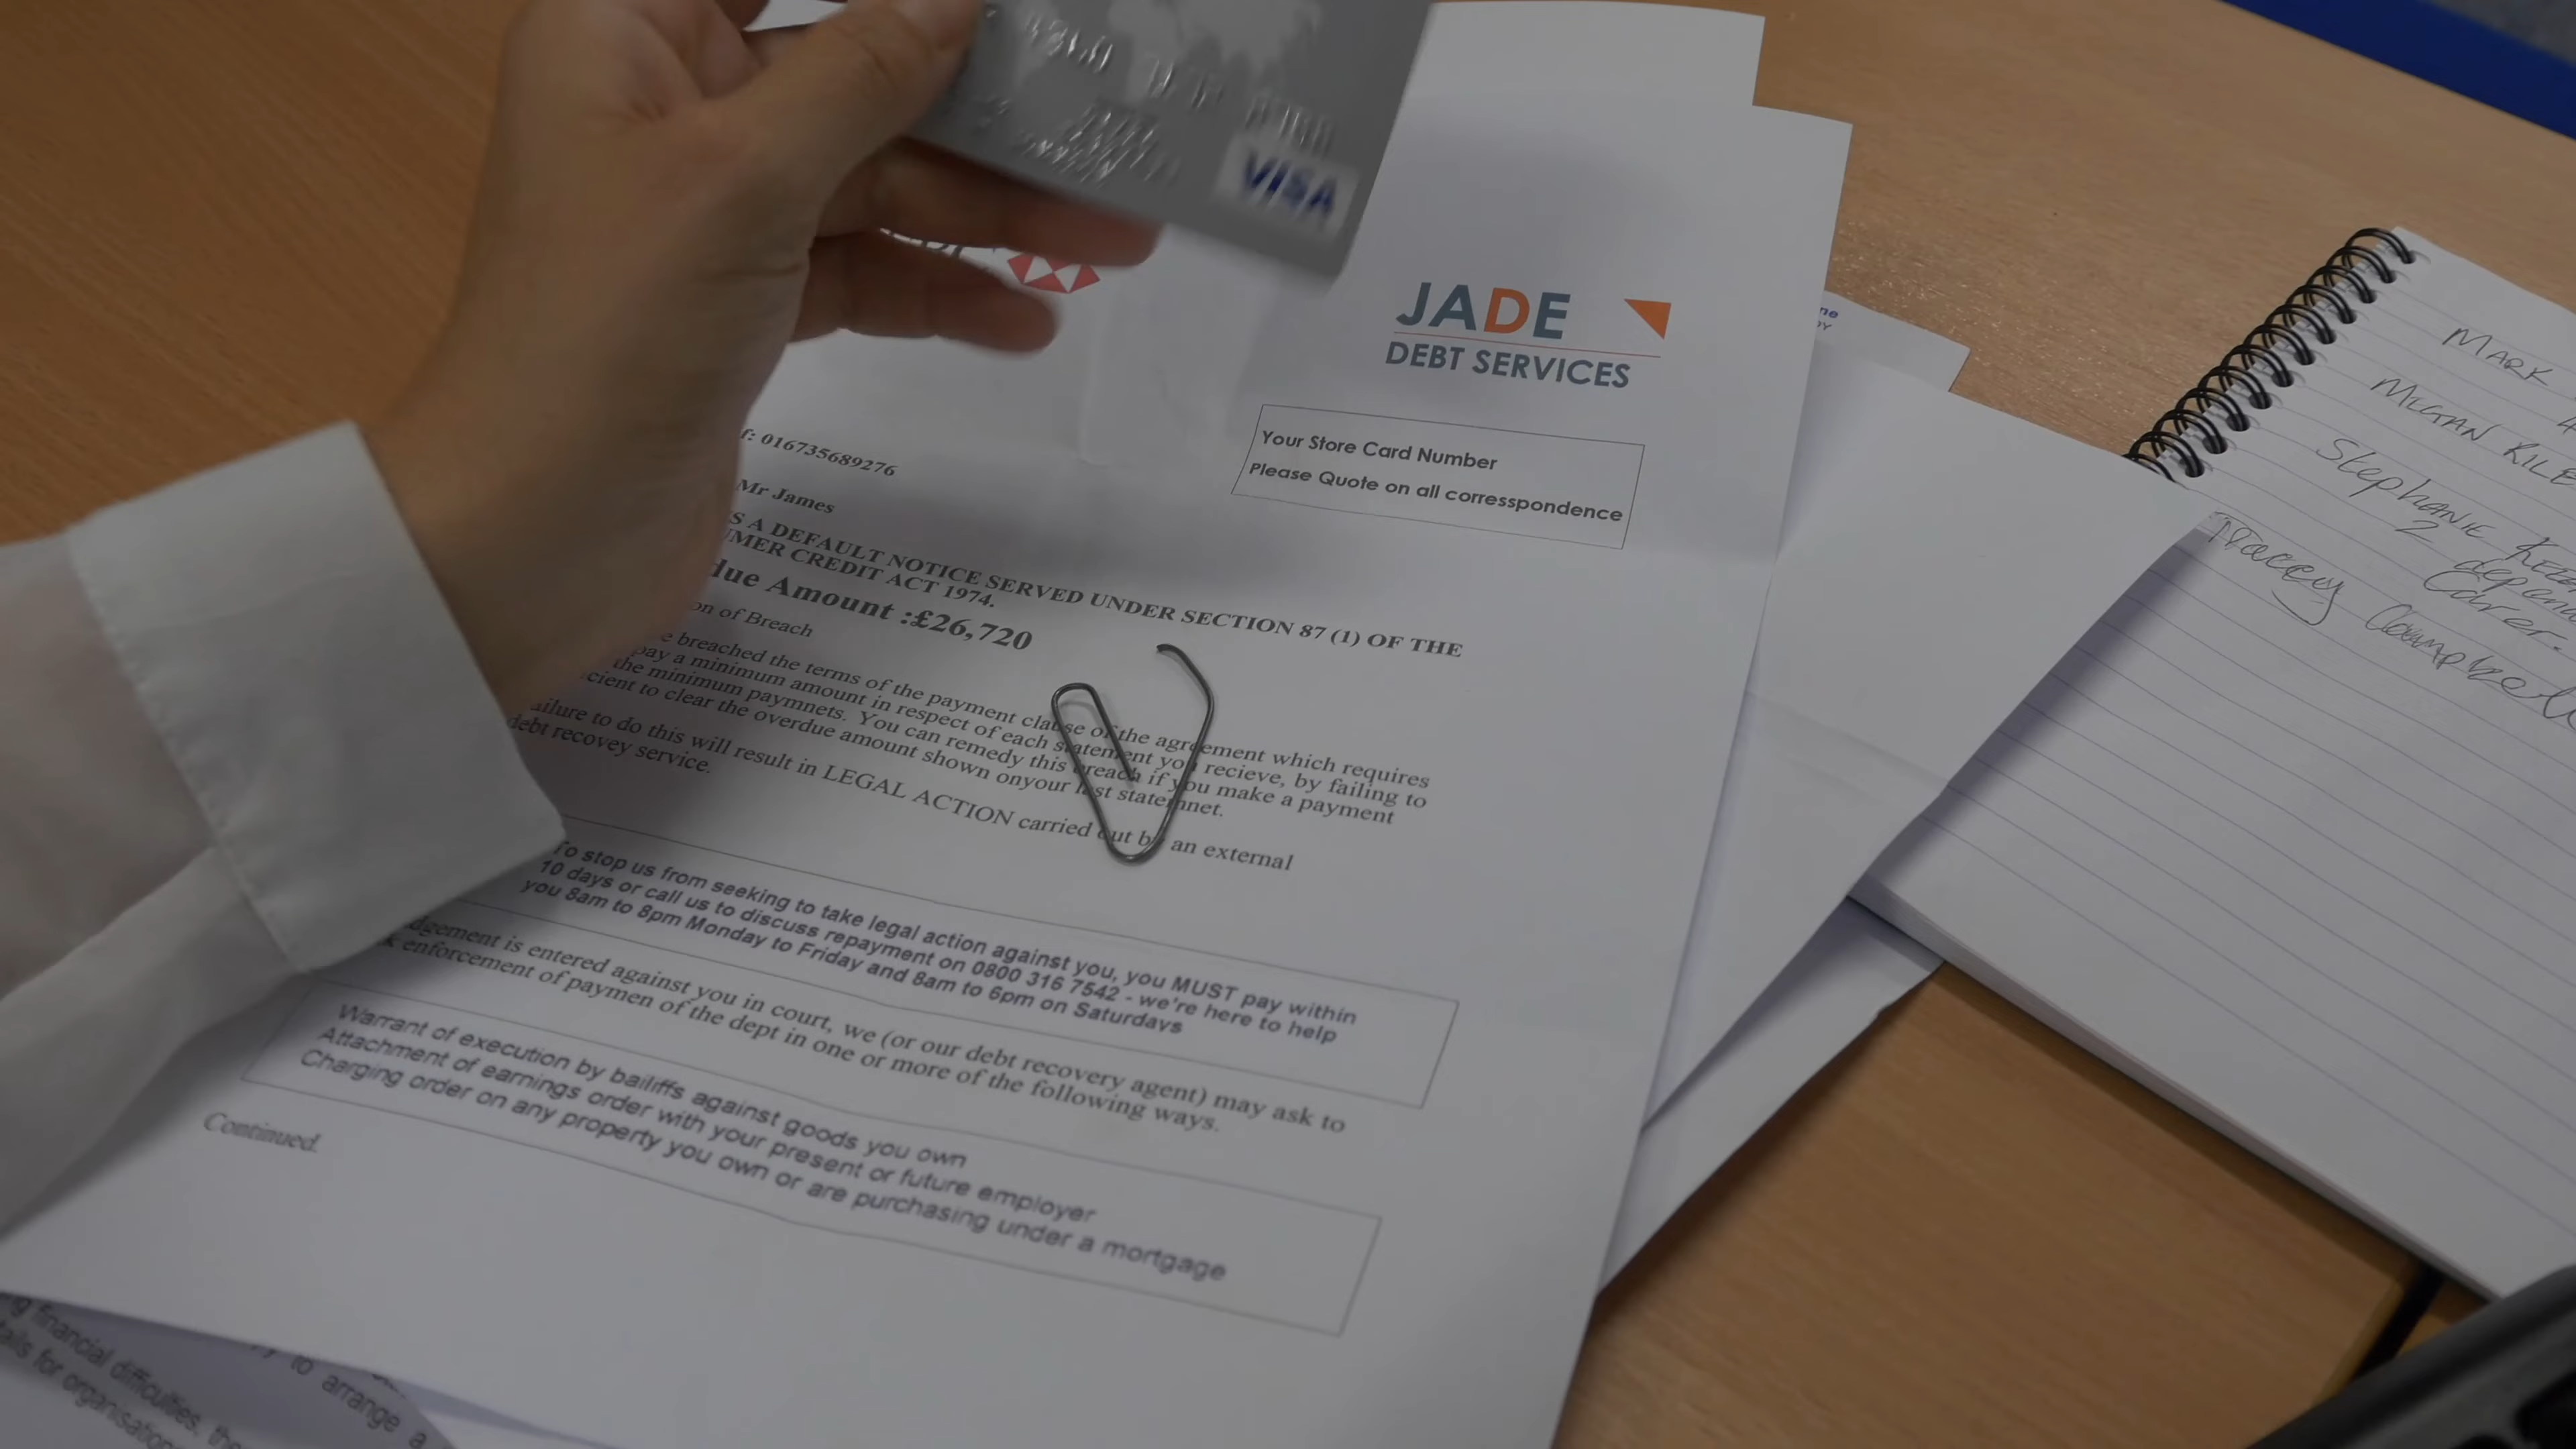 VISA
JADE
DEBT SERVICES
Your Store Card Number
Please Quote on all corresspondence
f: 016735689276
Mr James
S A DEFAULT NOTICE SERVED UNDER SECTION 87 (1) OF THE
UMER CREDIT ACT 1974.
due Amount :£26,720
on of Breach
e breached the terms of the payment clause of the agreement which requires
pay a minimum amount in respect of each statement you recieve, by failing to
the minimum paymnets. You can remedy this breach if you make a payment
cient to clear the overdue amount shown onyour last statemnet.
ailure to do this will result in LEGAL ACTION carried out by an external
debt recovey service.
To stop us from seeking to take legal action against you, you MUST pay within
10 days or call us to discuss repayment on 0800 316 7542 - we're here to help
you 8am to 8pm Monday to Friday and 8am to 6pm on Saturdays
dgement is entered against you in court, we (or our debt recovery agent) may ask to
k enforcement of paymen of the dept in one or more of the following ways.
Warrant of execution by bailiffs against goods you own
Attachment of earnings order with your present or future employer
Charging order on any property you own or are purchasing under a mortgage
Continued.
to arrange a
financial difficulties, the
for organisation
MARK
Stephanie
2
Carer.
Stacey Campbell